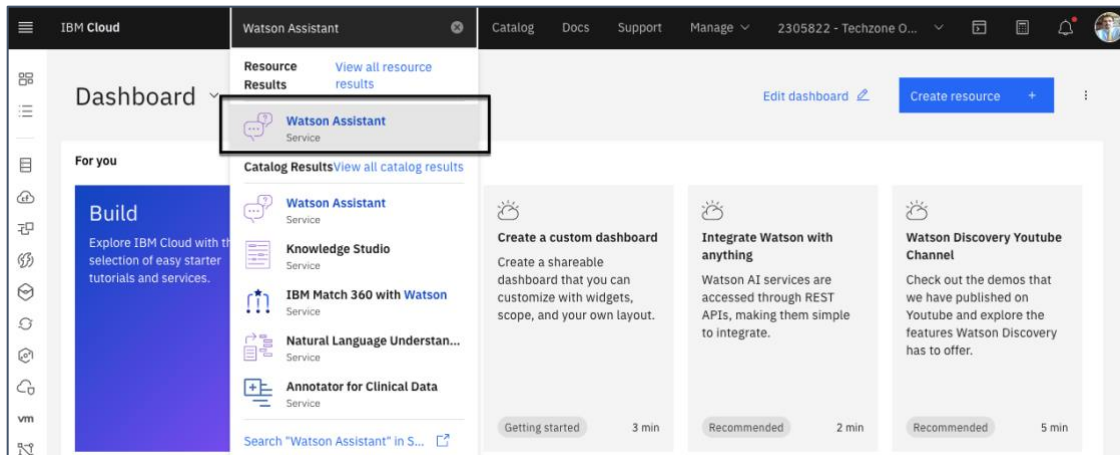 IBM Cloud
Watson Assistant
Catalog
Docs
Support
Manage
2305822 - Techzone O...
Dashboard
Edit dashboard
Create resource +
Resource Results
View all resource results
Watson Assistant
Service
Catalog Results
View all catalog results
Watson Assistant
Service
Knowledge Studio
Service
IBM Match 360 with Watson
Service
Natural Language Understan...
Service
Annotator for Clinical Data
Service
Search "Watson Assistant" in S...
For you
Build
Explore IBM Cloud with th
selection of easy starter
tutorials and services.
Create a custom dashboard
Create a shareable
dashboard that you can
customize with widgets,
scope, and your own layout.
Getting started
3 min
Integrate Watson with
anything
Watson AI services are
accessed through REST
APIs, making them simple
to integrate.
Recommended
2 min
Watson Discovery Youtube
Channel
Check out the demos that
we have published on
Youtube and explore the
features Watson Discovery
has to offer.
Recommended
5 min
vm